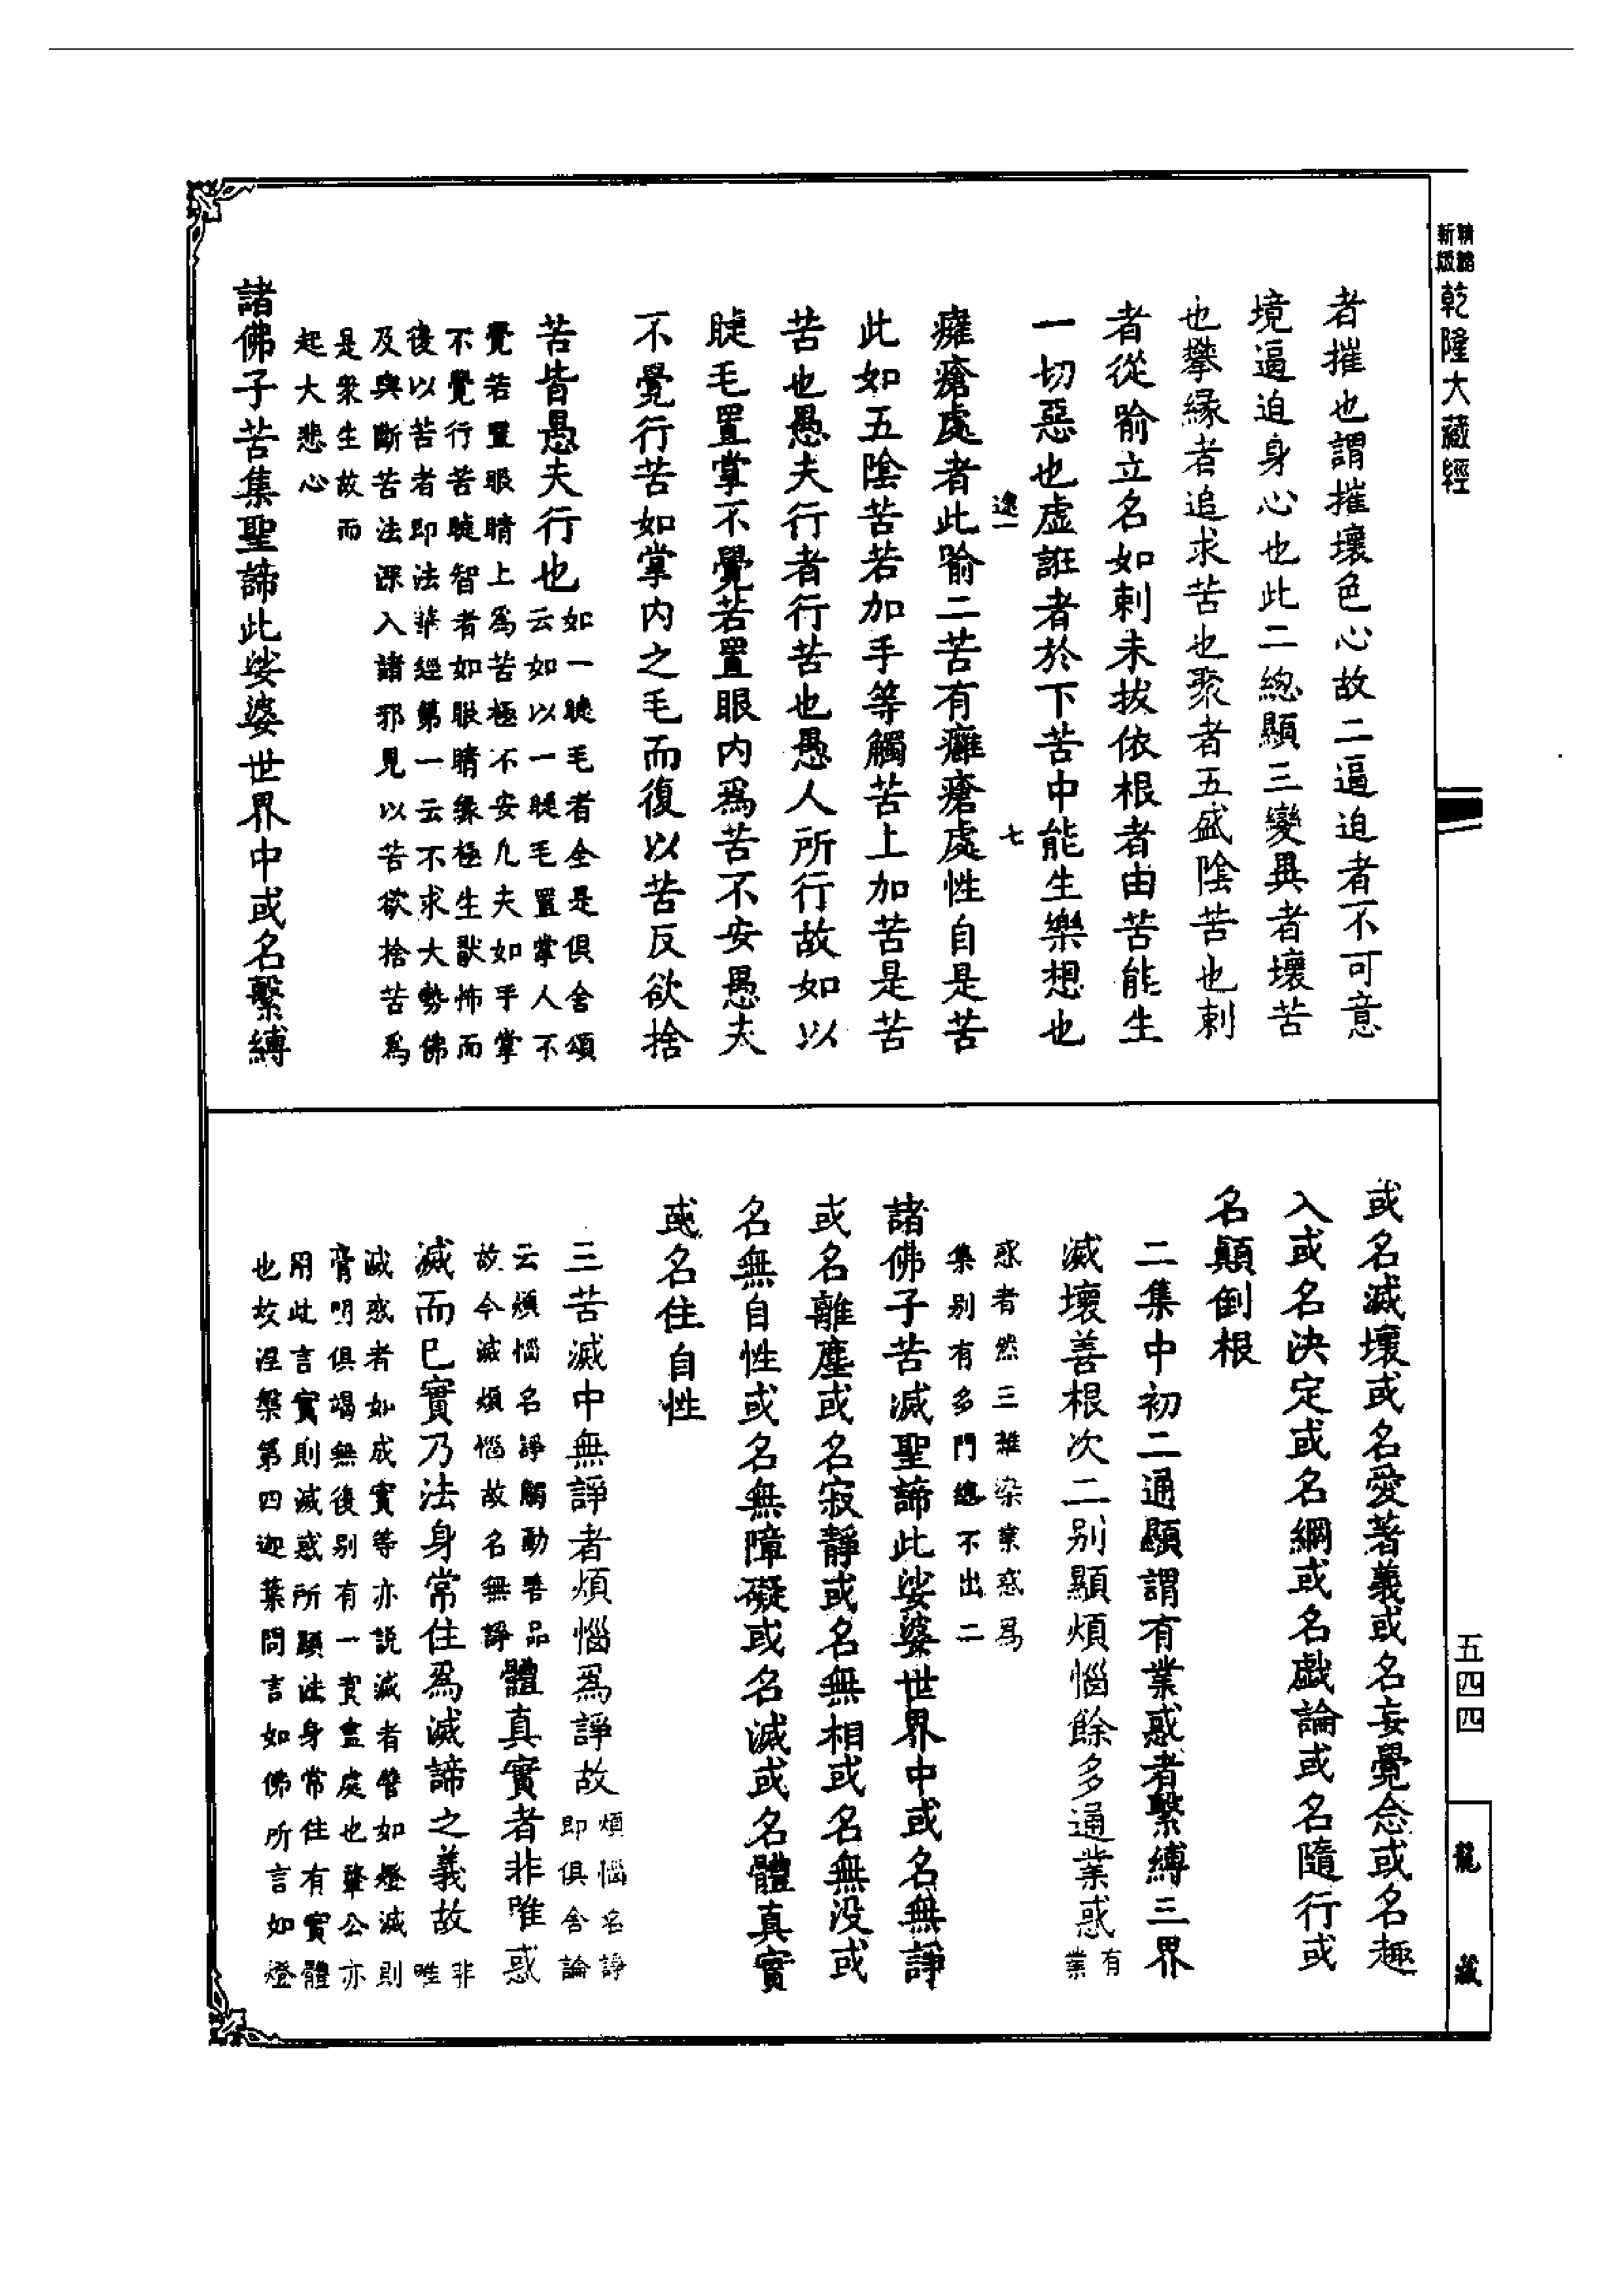 精踏
新版
乾隆大藏經
者摧也謂摧壞色心故二逼迫者不可意
境逼迫身心也此二總顯三變異者壞苦
也攀緣者追求苦也聚者五盛陰苦也刺
者從喻立名如刺未拔依根者由苦能生
一切惡也虛誑者於下苦中能生樂想也
七
癰瘡處者此喻二苦有癰瘡處性自是苦
此如五陰苦若加手等觸苦上加苦是苦
苦也愚夫行者行苦也愚人所行故如以
睫毛置掌不覺若置眼內為苦不安愚夫
不覺行苦如掌內之毛而復以苦反欲捨
苦皆愚夫行也
如一睫毛者全是俱舍頌
云如以一睫毛置掌人不
覺若置眼睛上為苦極不安凡夫如手掌
不覺行苦睫智者如眼睛緣極生厭怖而
後以苦者即法華經第一云不求大勢佛
及與斷苦法深入諸邪見以苦欲捨苦為
是衆生故而
起大悲心
諸佛子苦集聖諦此娑婆世界中或名繫縛
或名滅壞或名愛著義或名妄覺念或名趣
入或名決定或名網或名戲論或名隨行或
名顛倒根
二集中初二通顯謂有業惑者繫縛三界
滅壞善根次二別顯煩惱餘多通業惑
有
業
惑者然三雜染業惑為
集別有多門總不出二
諸佛子苦滅聖諦此娑婆世界中或名無諍
或名離塵或名寂靜或名無相或名無沒或
名無自性或名無障礙或名滅或名體真實
或名住自性
三苦滅中無諍者煩惱為諍故
煩惱名諍
即俱舍論
云煩惱名諍觸動善品
故今滅煩惱故名無諍
體真實者非唯惑
滅而已實乃法身常住為滅諦之義故
非
唯
滅惑者如成實等亦說滅者譬如燈滅則
膏明俱竭無後別有一實盡處也肇公亦
用此言實則滅惑所顯法身常住有實體
也故涅槃第四迦葉問言如佛所言如燈
五四四
龍藏